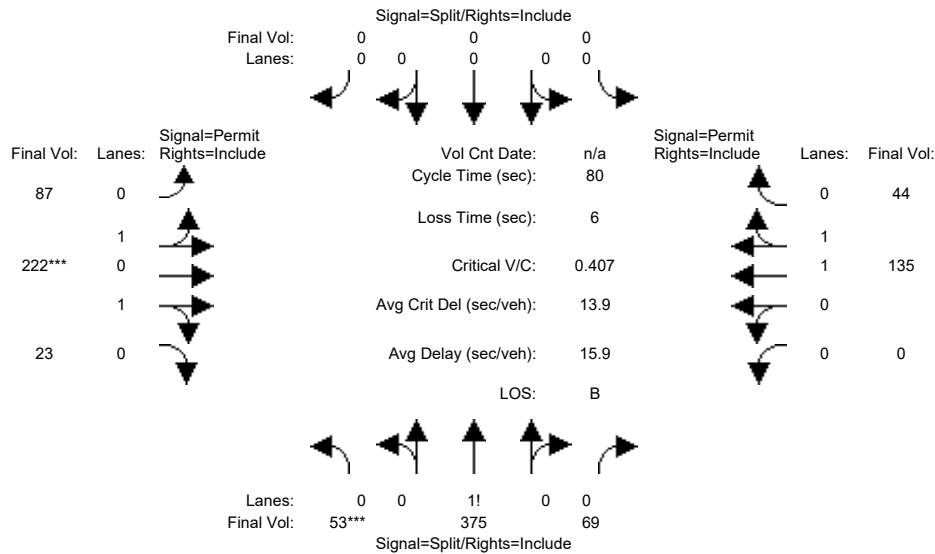 Signal=Split/Rights=Include
Final Vol: 0 0 0
Lanes: 0 0 0 0 0
Signal=Permit
Final Vol: Lanes: Rights=Include
Vol Cnt Date: n/a
Signal=Permit
Rights=Include Lanes: Final Vol:
Cycle Time (sec): 80
87 0
0 44
Loss Time (sec): 6
1
1
222*** 0
Critical V/C: 0.407
1 135
1
Avg Crit Del (sec/veh): 13.9
0
23 0
Avg Delay (sec/veh): 15.9
0 0
LOS: B
Lanes: 0 0 1! 0 0
Final Vol: 53*** 375 69
Signal=Split/Rights=Include